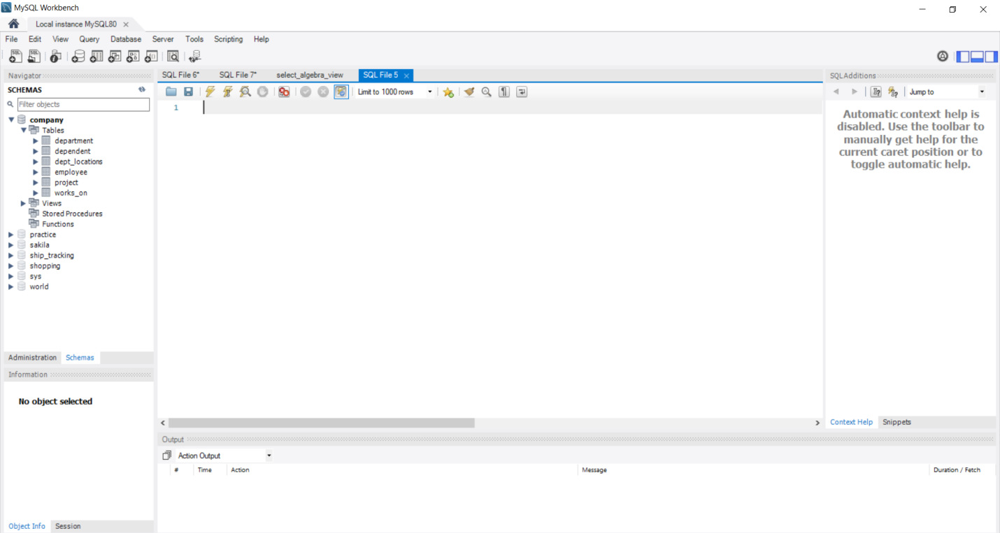 MySQL Workbench
Local instance MySQL80
File Edit View Query Database Server Tools Scripting Help
Navigator
SCHEMAS
Filter objects
company
Tables
department
dependent
dept_locations
employee
project
works_on
Views
Stored Procedures
Functions
practice
sakila
ship_tracking
shopping
sys
world
Administration Schemas
Information
No object selected
Object Info Session
SQL File 6* SQL File 7* select_algebra_view SQL File 5
Limit to 1000 rows
1
Output
Action Output
# Time Action Message Duration / Fetch
SQLAdditions
Jump to
Automatic context help is
disabled. Use the toolbar to
manually get help for the
current caret position or to
toggle automatic help.
Context Help Snippets